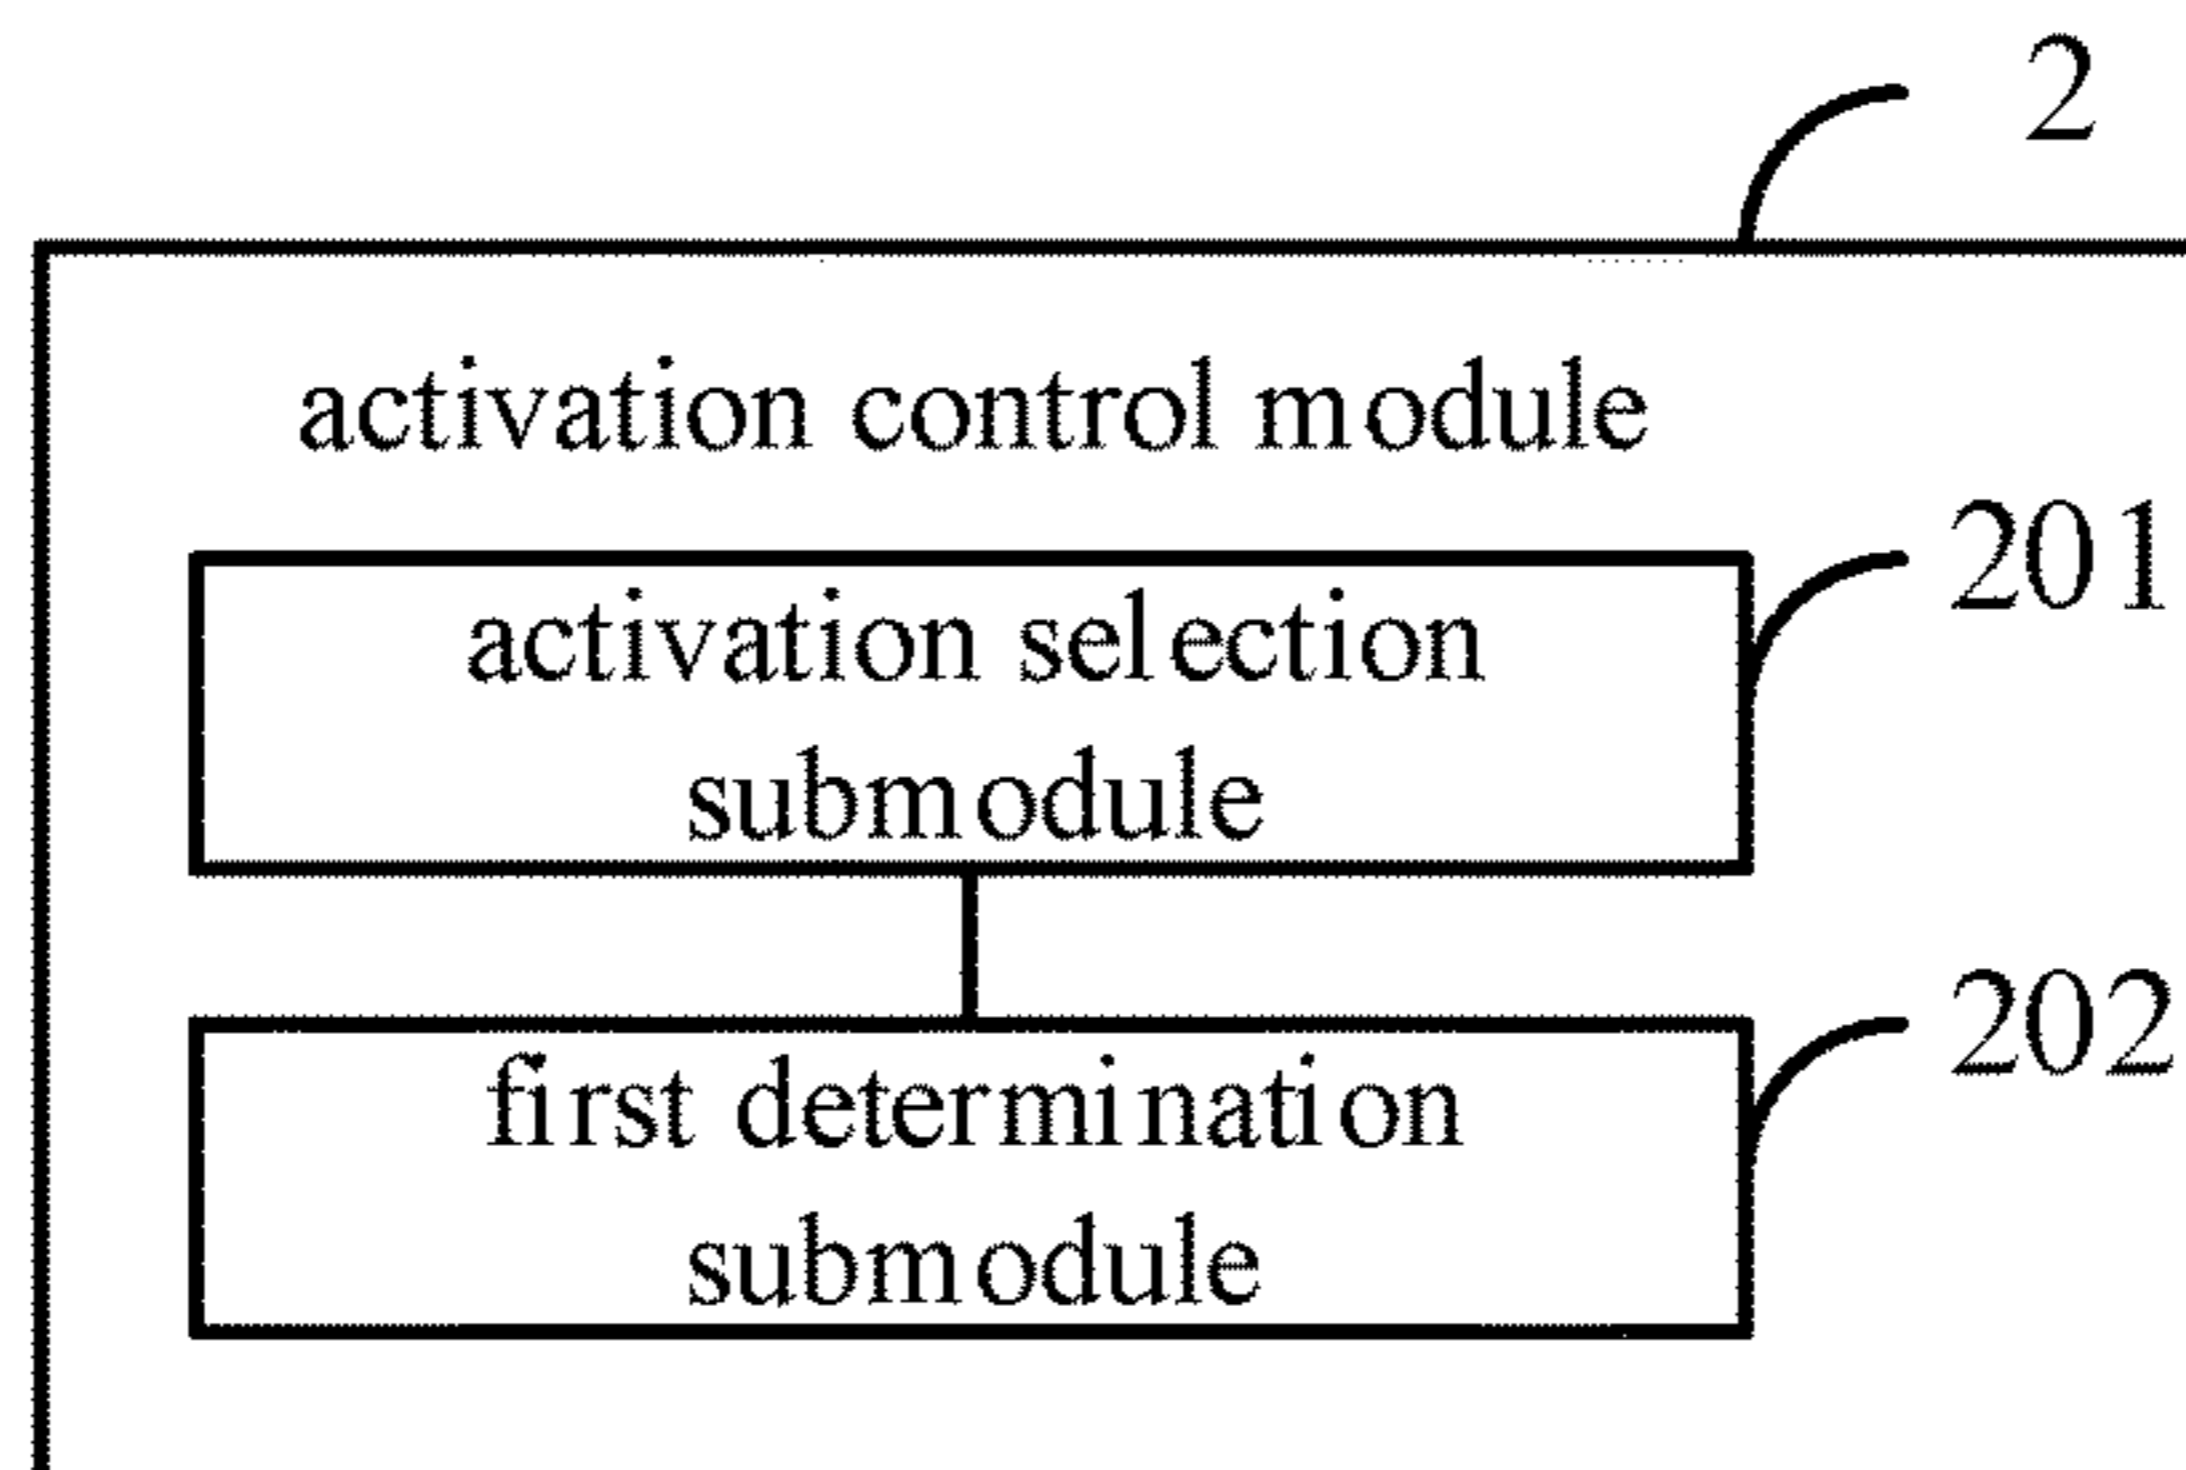 2
activation control module
201
activation selection
submodule
202
first determination
submodule